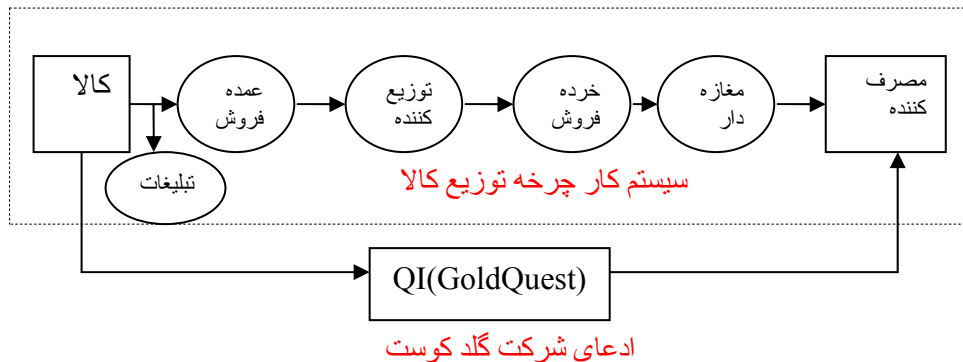 کالا
عمده
فروش
توزیع
کننده
خرده
فروش
مغازه
دار
مصرف
کننده
تبلیغات
سیستم کار چرخه توزیع کالا
QI(GoldQuest)
ادعای شرکت گلد کوست